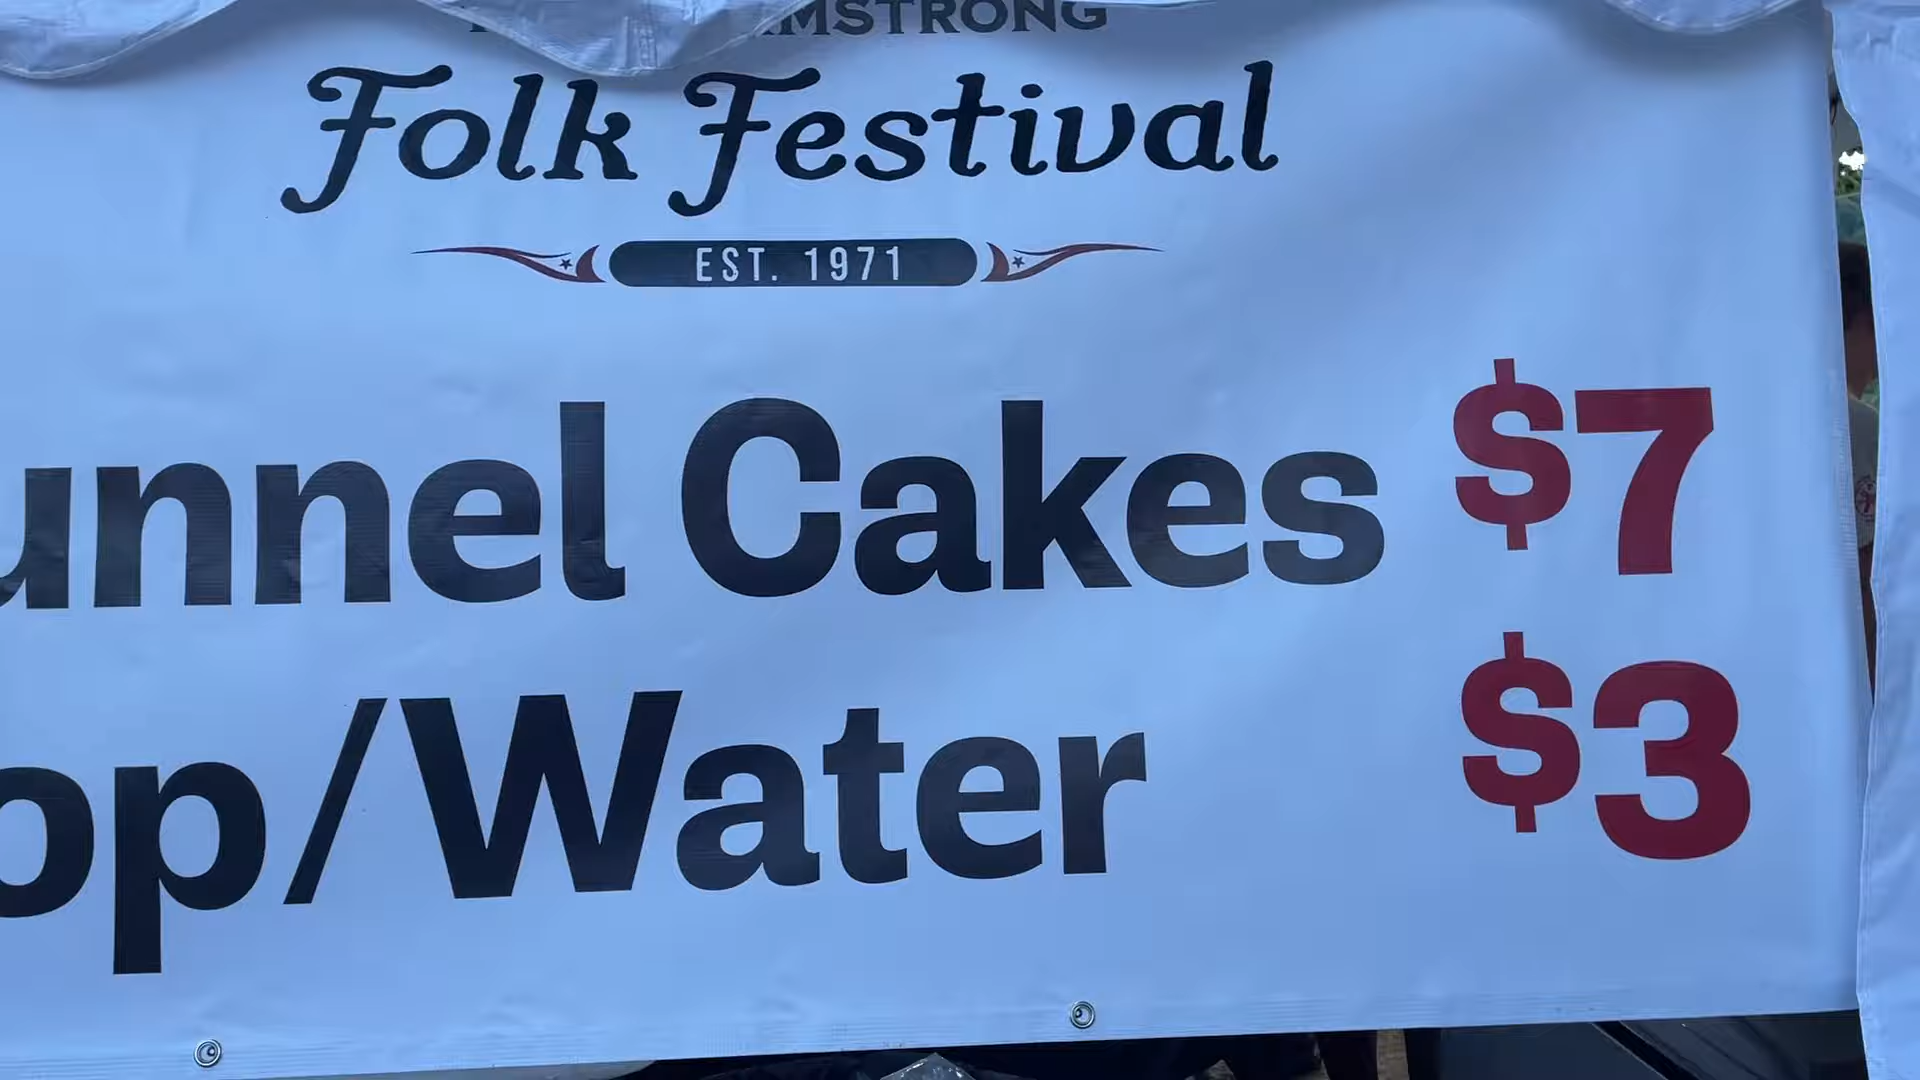 Folk Festival
EST. 1971
unnel Cakes $7
op/Water $3